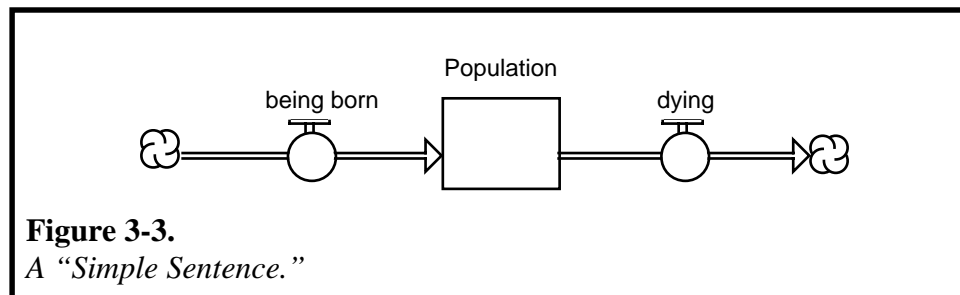 Population
being born
dying
Figure 3-3.
A “Simple Sentence.”